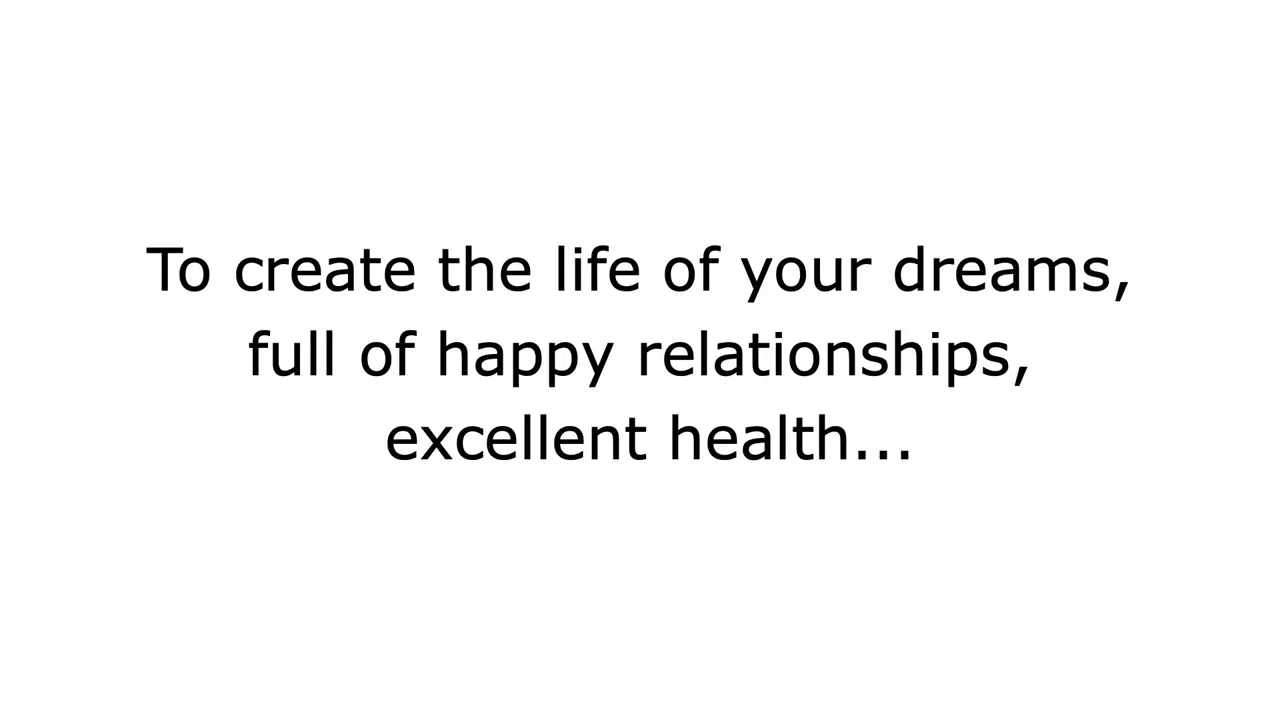 To create the life of your dreams,
full of happy relationships,
excellent health...